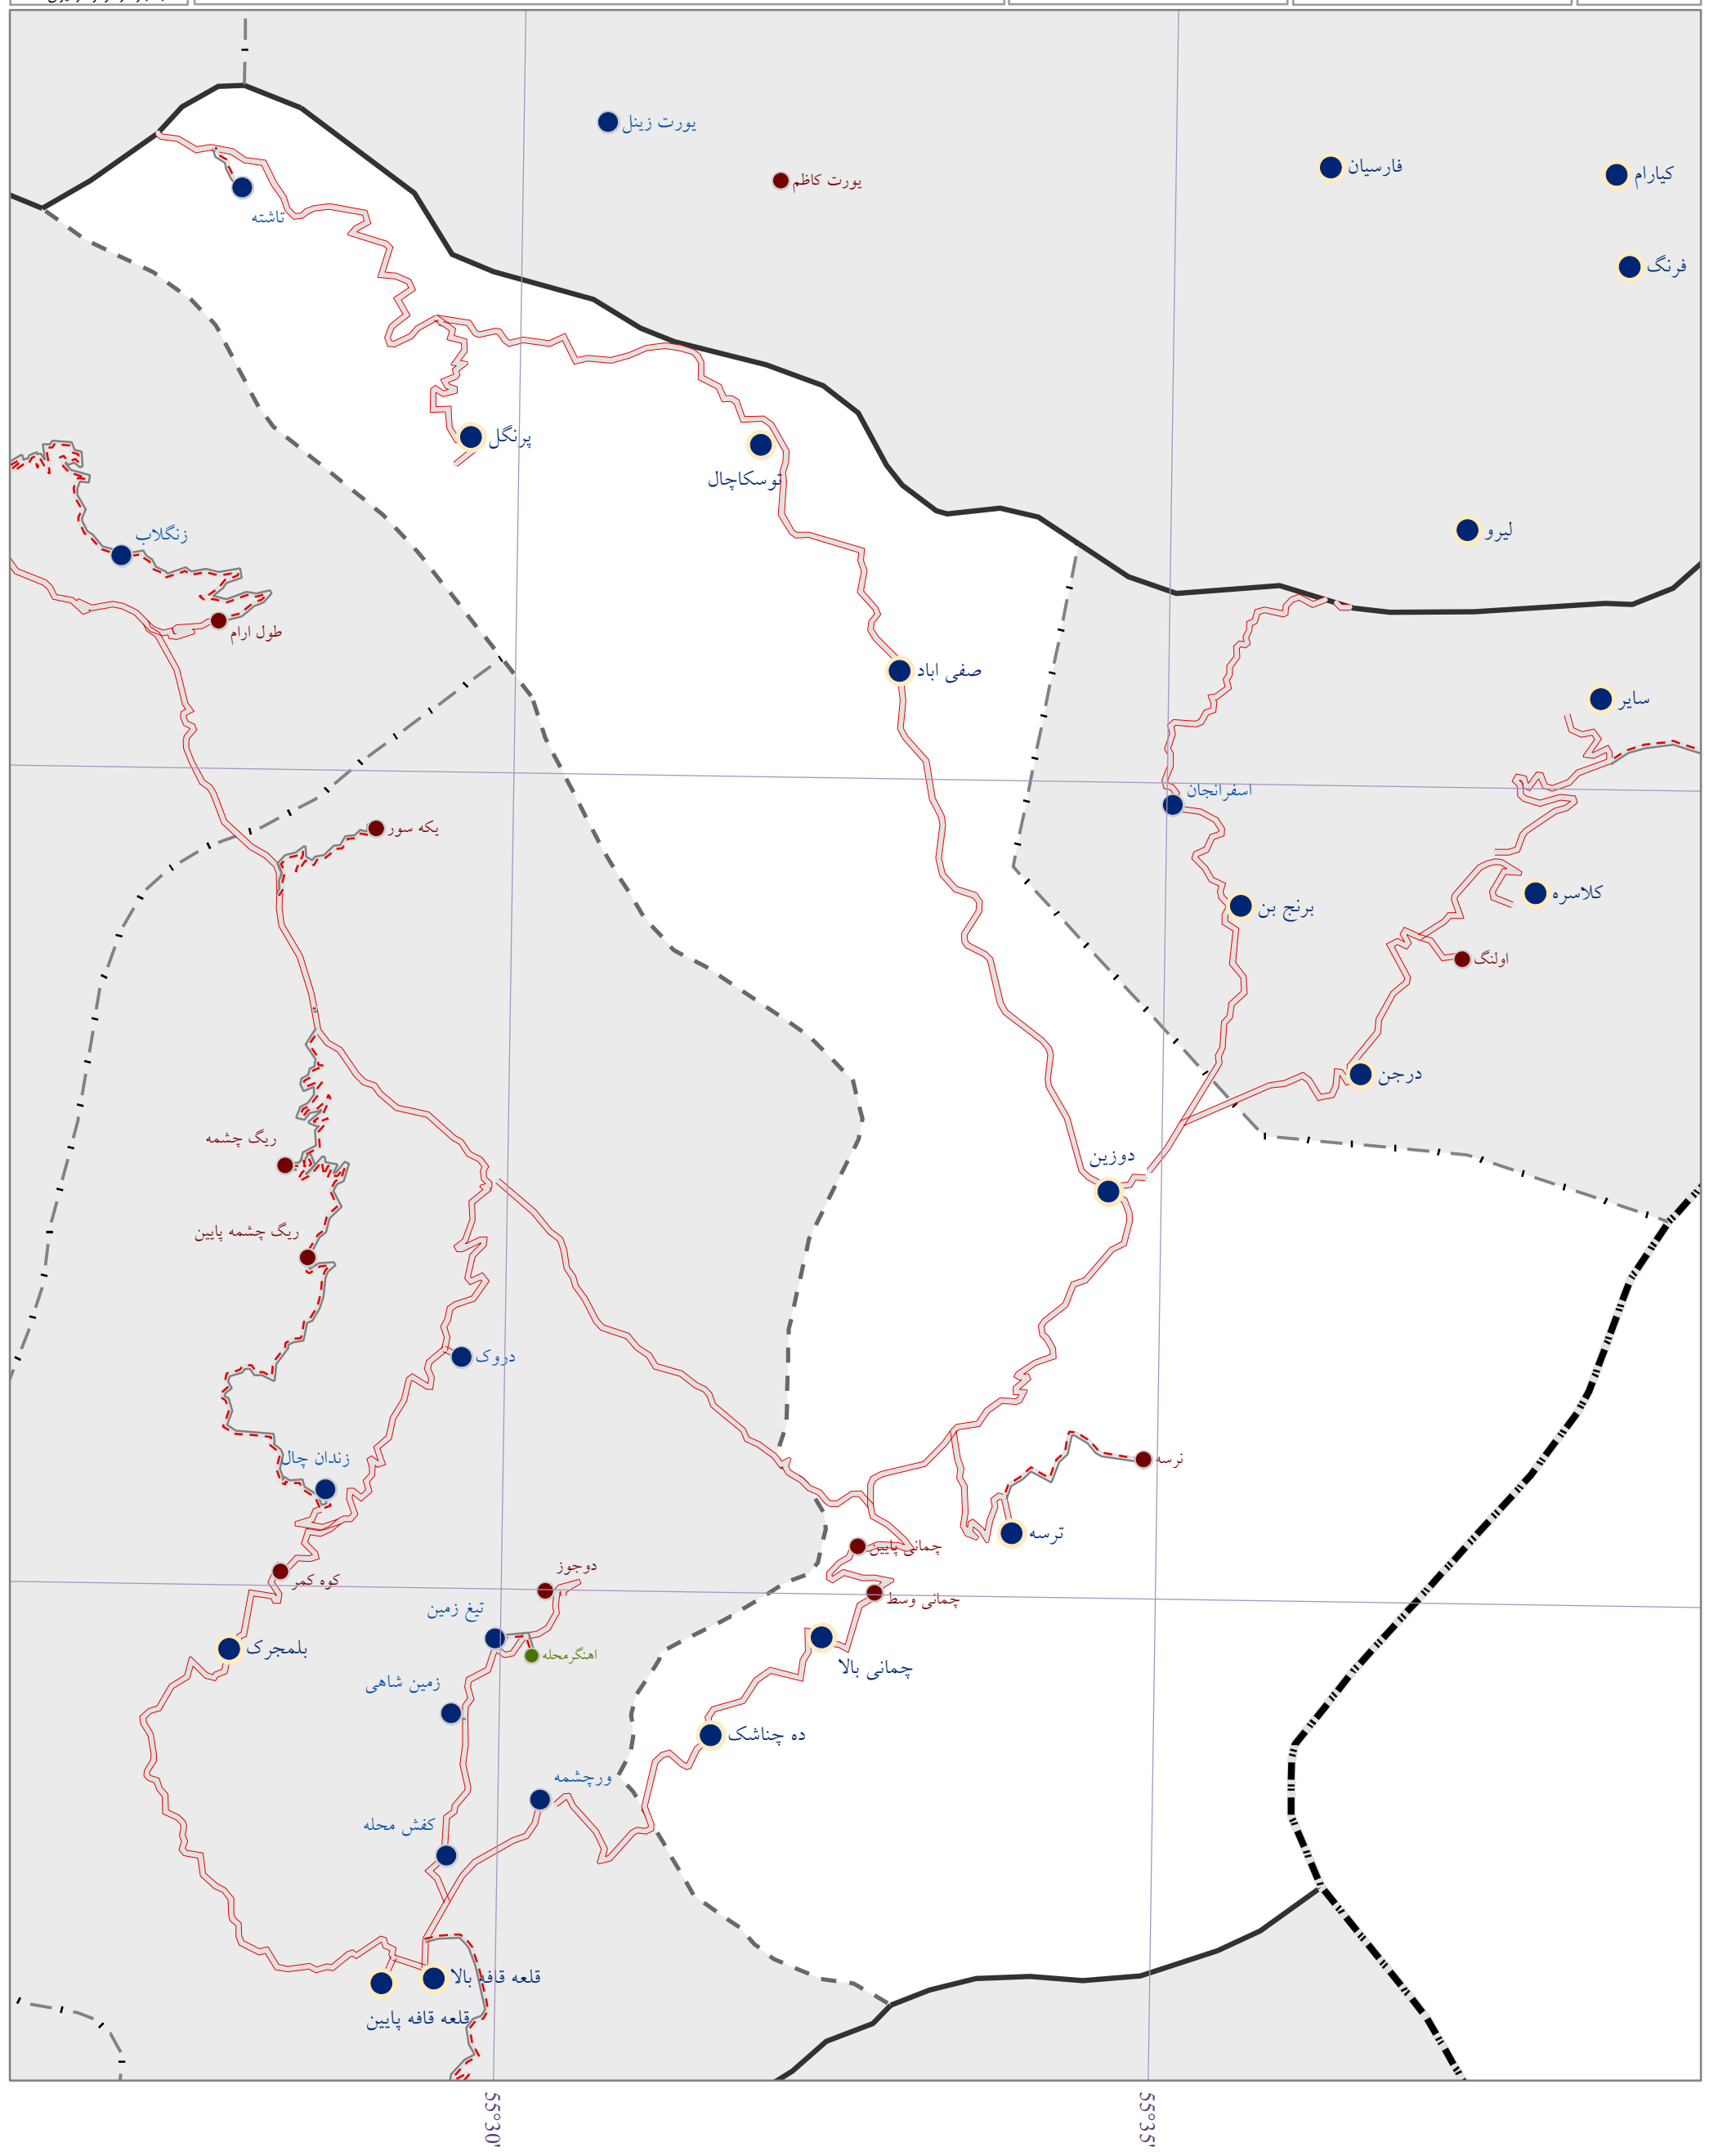 یورت زینل
یورت کاظم
فارسیان
کیارام
تاشته
فرنگ
پرنگل
توسکاچال
لیرو
زنگلاب
طول ارام
صفی اباد
سایر
اسفرانجان
یکه سور
کلاسره
برنج بن
اولنگ
درجن
ریگ چشمه
دوزین
ریگ چشمه پایین
دروک
زندان چال
نرسه
ترسه
چمانی پایین
دوجوز
کوه کمر
چمانی وسط
تیغ زمین
بلمجرک
اهنگرمحله
چمانی بالا
زمین شاهی
ده چناشک
ورچشمه
کفش محله
قلعه قافه بالا
قلعه قافه پایین
55°30'
55°35'